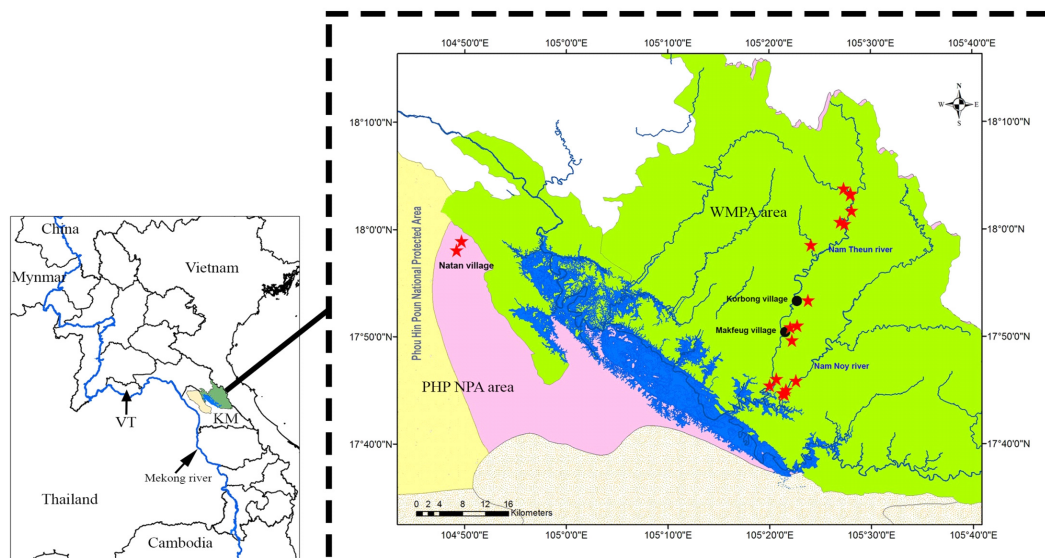 China
Mynmar
Vietnam
VT
KM
Mekong river
Thailand
Cambodia
104°50'0"E 105°0'0"E 105°10'0"E 105°20'0"E 105°30'0"E 105°40'0"E
N
W E
S
18°10'0"N 18°10'0"N
Phou Hin Poun National Protected Area
WMPA area
18°0'0"N 18°0'0"N
Nam Theun river
Natan village
Korbong village
17°50'0"N 17°50'0"N
Makfeug village
Nam Noy river
PHP NPA area
17°40'0"N 17°40'0"N
0 2 4 8 12 16
Kilometers
104°50'0"E 105°0'0"E 105°10'0"E 105°20'0"E 105°30'0"E 105°40'0"E